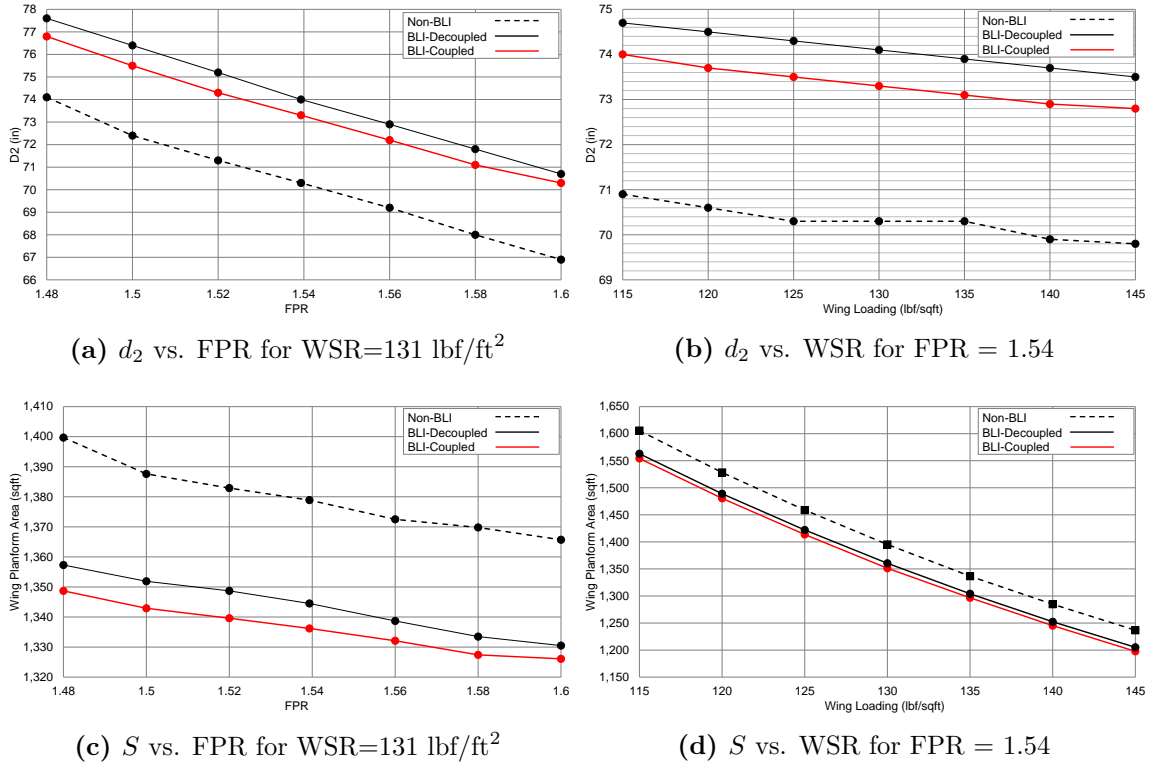 78
77
76
75
74
73
72
71
70
69
68
67
66
D2 (in)
1.48 1.5 1.52 1.54 1.56 1.58 1.6
FPR
Non-BLI
BLI-Decoupled
BLI-Coupled
(a) d₂ vs. FPR for WSR=131 lbf/ft²
75
74
73
72
71
70
69
D2 (in)
115 120 125 130 135 140 145
Wing Loading (lbf/sqft)
Non-BLI
BLI-Decoupled
BLI-Coupled
(b) d₂ vs. WSR for FPR = 1.54
1,410
1,400
1,390
1,380
1,370
1,360
1,350
1,340
1,330
1,320
Wing Planform Area (sqft)
1.48 1.5 1.52 1.54 1.56 1.58 1.6
FPR
Non-BLI
BLI-Decoupled
BLI-Coupled
(c) S vs. FPR for WSR=131 lbf/ft²
1,650
1,600
1,550
1,500
1,450
1,400
1,350
1,300
1,250
1,200
1,150
Wing Planform Area (sqft)
115 120 125 130 135 140 145
Wing Loading (lbf/sqft)
Non-BLI
BLI-Decoupled
BLI-Coupled
(d) S vs. WSR for FPR = 1.54